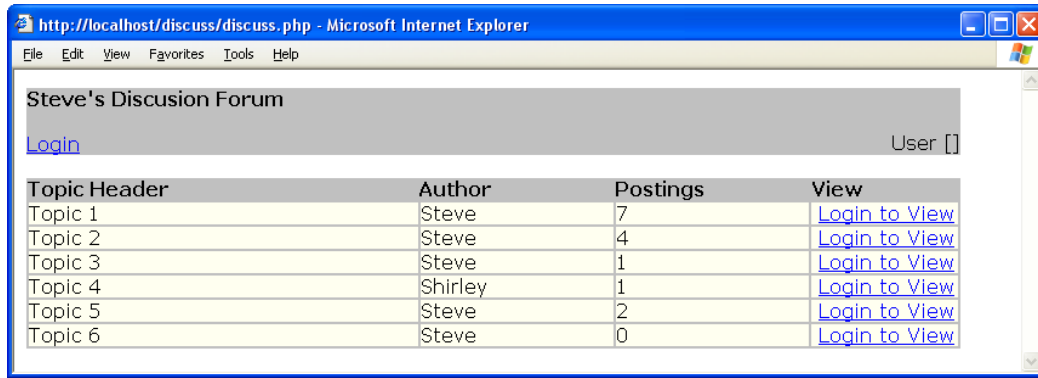 http://localhost/discuss/discuss.php - Microsoft Internet Explorer
File Edit View Favorites Tools Help
Steve's Discusion Forum
Login User []
Topic Header Author Postings View
Topic 1 Steve 7 Login to View
Topic 2 Steve 4 Login to View
Topic 3 Steve 1 Login to View
Topic 4 Shirley 1 Login to View
Topic 5 Steve 2 Login to View
Topic 6 Steve 0 Login to View